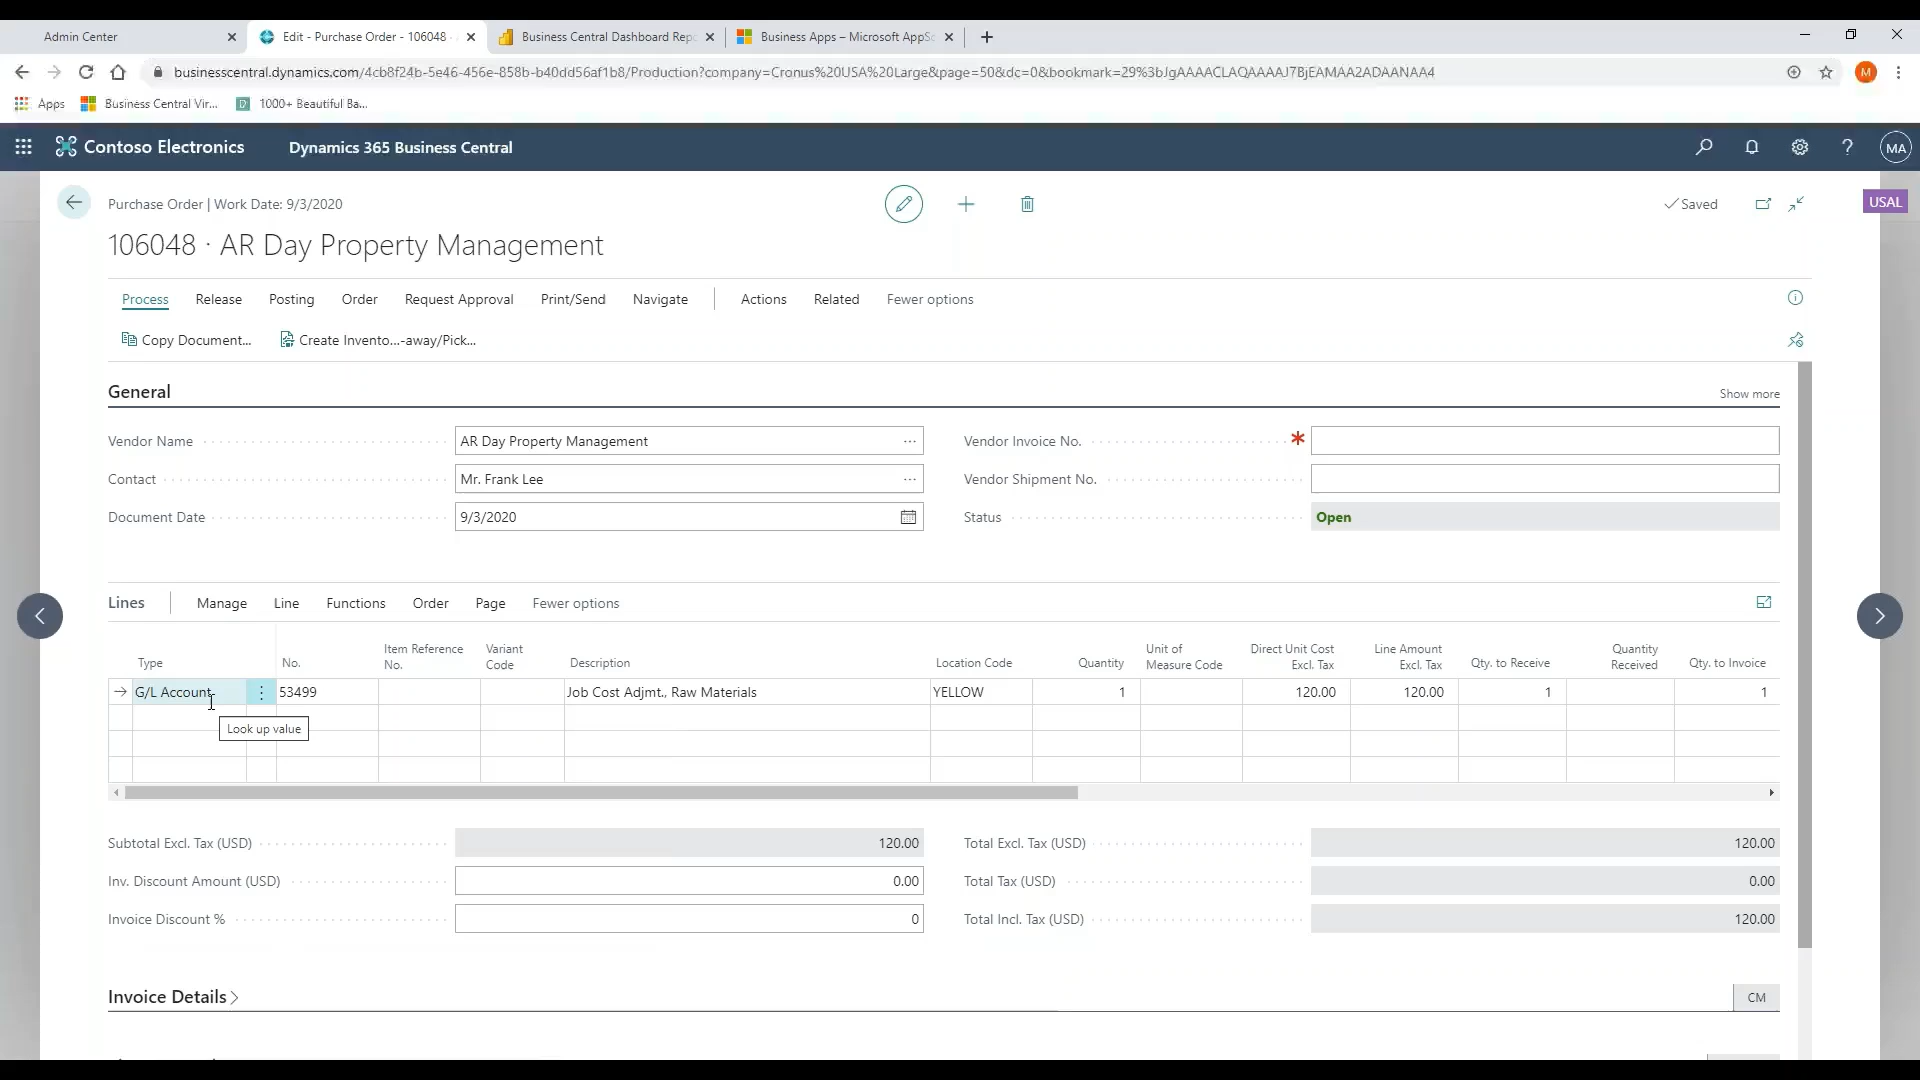 Admin Center
Edit - Purchase Order - 106048 -
Business Central Dashboard Repo
Business Apps – Microsoft AppSo
businesscentral.dynamics.com/4cb8f24b-5e46-456e-858b-b40dd56af1b8/Production?company=Cronus%20USA%20Large&page=50&dc=0&bookmark=29%3bJgAAAACLAQAAAAJ7BjEAMAA2ADAANAA4
M
Apps
Business Central Vir...
D
1000+ Beautiful Ba...
Contoso Electronics
Dynamics 365 Business Central
MA
Purchase Order | Work Date: 9/3/2020
Saved
USAL
106048 · AR Day Property Management
Process Release Posting Order Request Approval Print/Send Navigate Actions Related Fewer options
Copy Document... Create Invento...-away/Pick...
General
Show more
Vendor Name AR Day Property Management
Vendor Invoice No. *
Contact Mr. Frank Lee
Vendor Shipment No.
Document Date 9/3/2020
Status Open
Lines Manage Line Functions Order Page Fewer options
Type No. Item Reference No. Variant Code Description Location Code Quantity Unit of Measure Code Direct Unit Cost Excl. Tax Line Amount Excl. Tax Qty. to Receive Quantity Received Qty. to Invoice
G/L Account 53499 Job Cost Adjmt., Raw Materials YELLOW 1 120.00 120.00 1 1
Look up value
Subtotal Excl. Tax (USD) 120.00
Total Excl. Tax (USD) 120.00
Inv. Discount Amount (USD) 0.00
Total Tax (USD) 0.00
Invoice Discount % 0
Total Incl. Tax (USD) 120.00
Invoice Details >
CM